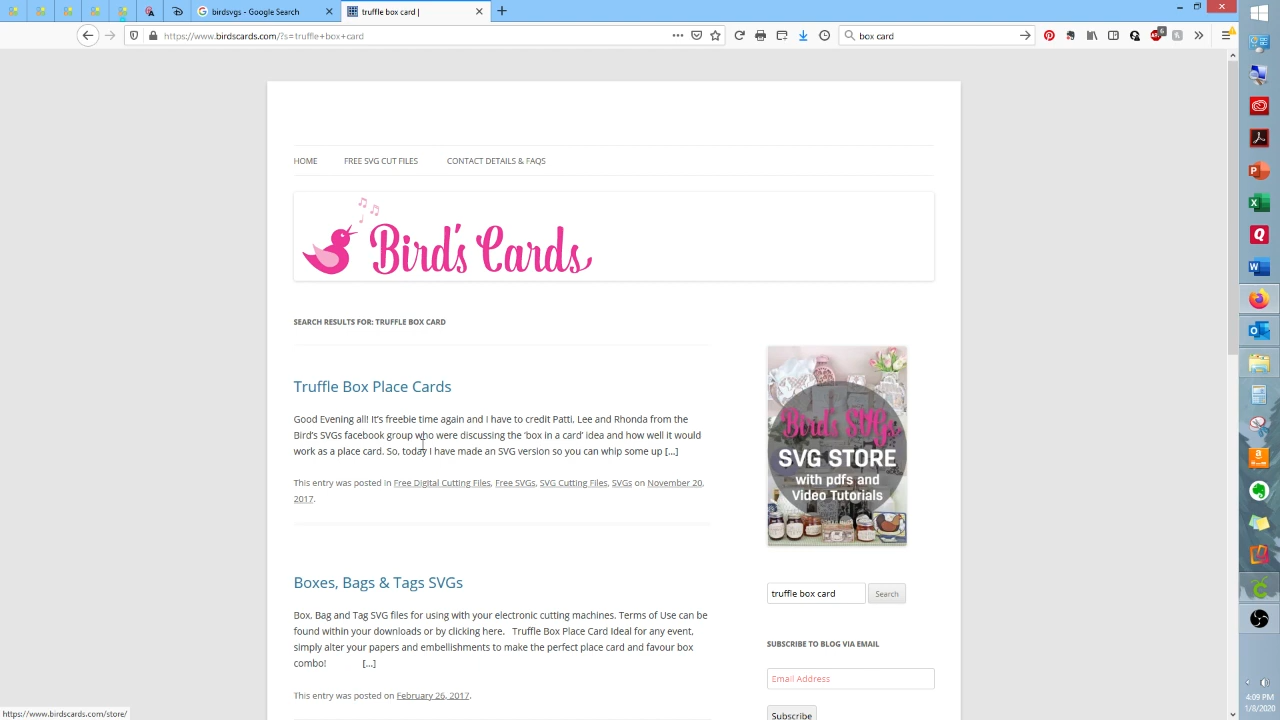 birdsvgs - Google Search
truffle box card |
https://www.birdscards.com/?s=truffle+box+card
box card
HOME
FREE SVG CUT FILES
CONTACT DETAILS & FAQS
Bird's Cards
SEARCH RESULTS FOR: TRUFFLE BOX CARD
Truffle Box Place Cards
Good Evening all! It's freebie time again and I have to credit Patti, Lee and Rhonda from the
Bird's SVGs facebook group who were discussing the 'box in a card' idea and how well it would
work as a place card. So, today I have made an SVG version so you can whip some up [...]
This entry was posted in Free Digital Cutting Files, Free SVGs, SVG Cutting Files, SVGs on November 20,
2017.
Bird's SVGs
SVG STORE
with pdfs and
Video Tutorials
Boxes, Bags & Tags SVGs
Box, Bag and Tag SVG files for using with your electronic cutting machines. Terms of Use can be
found within your downloads or by clicking here.   Truffle Box Place Card Ideal for any event,
simply alter your papers and embellishments to make the perfect place card and favour box
combo!          [...]
This entry was posted on February 26, 2017.
truffle box card
Search
SUBSCRIBE TO BLOG VIA EMAIL
Email Address
Subscribe
https://www.birdscards.com/store/
4:09 PM
1/8/2020